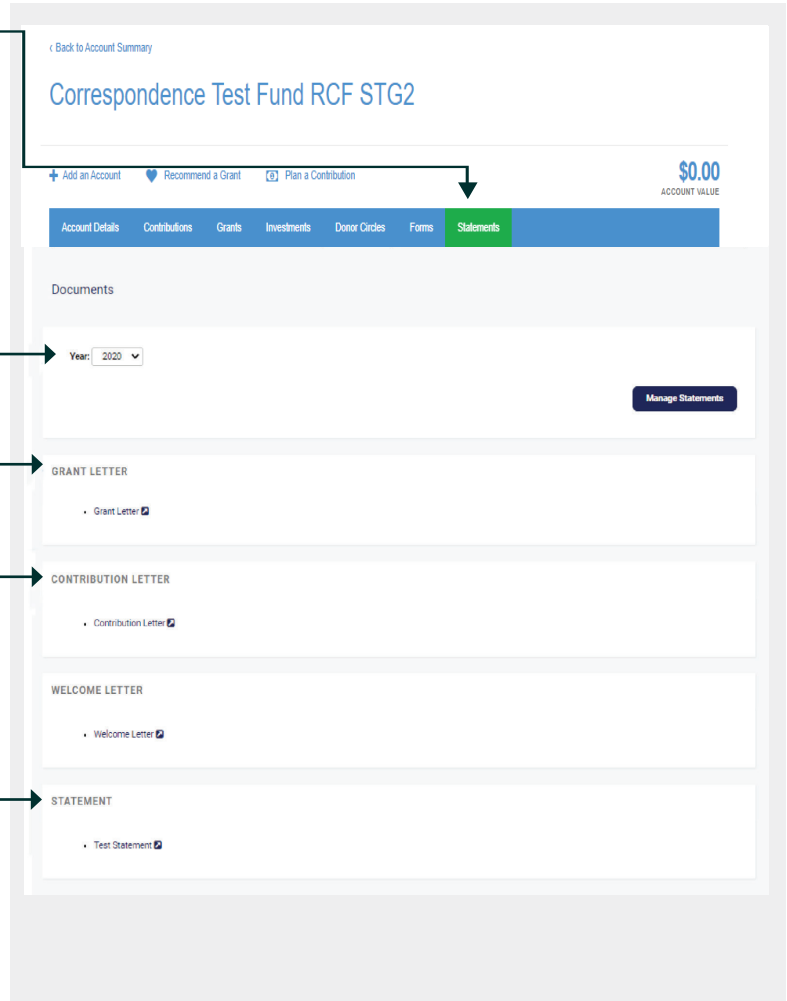 ‹ Back to Account Summary
Correspondence Test Fund RCF STG2
Add an Account Recommend a Grant Plan a Contribution $0.00
ACCOUNT VALUE
Account Details Contributions Grants Investments Donor Circles Forms Statements
Documents
Year: 2020
Manage Statements
GRANT LETTER
• Grant Letter
CONTRIBUTION LETTER
• Contribution Letter
WELCOME LETTER
• Welcome Letter
STATEMENT
• Test Statement